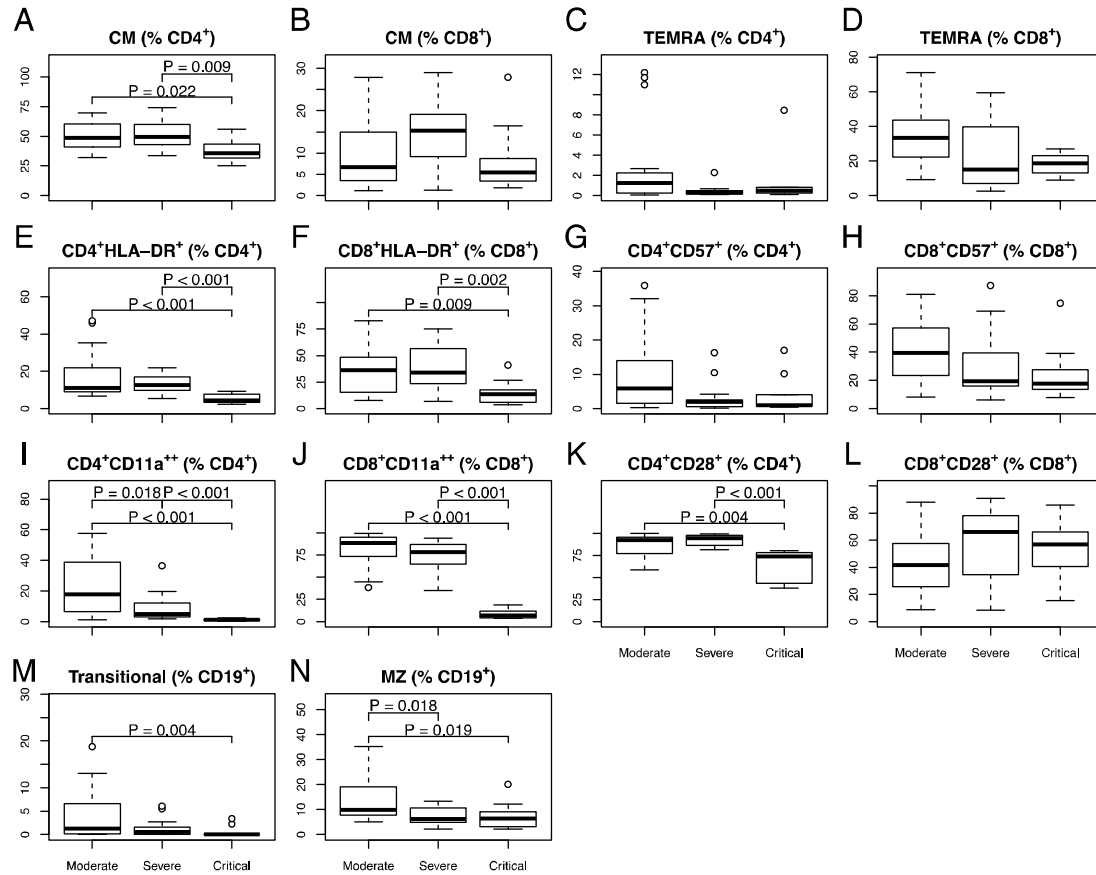 A B C D
CM (% CD4+) CM (% CD8+) TEMRA (% CD4+) TEMRA (% CD8+)
P = 0.009
P = 0.022
0 25 50 75 100
0 5 10 20 30
0 2 4 6 8 12
0 20 40 60 80
E F G H
CD4+HLA–DR+ (% CD4+) CD8+HLA–DR+ (% CD8+) CD4+CD57+ (% CD4+) CD8+CD57+ (% CD8+)
P < 0.001
P < 0.001
P = 0.002
P = 0.009
0 20 40 60
0 25 50 75
0 10 20 30 40
0 20 40 60 80
I J K L
CD4+CD11a++ (% CD4+) CD8+CD11a++ (% CD8+) CD4+CD28+ (% CD4+) CD8+CD28+ (% CD8+)
P = 0.018 P < 0.001
P < 0.001
P < 0.001
P < 0.001
P < 0.001
P = 0.004
0 20 40 60 80
0 25 50 75
0 25 50 75
0 20 40 60 80
Moderate Severe Critical Moderate Severe Critical
M N
Transitional (% CD19+) MZ (% CD19+)
P = 0.004
P = 0.018
P = 0.019
0 5 10 20 30
0 10 20 30 40 50
Moderate Severe Critical Moderate Severe Critical